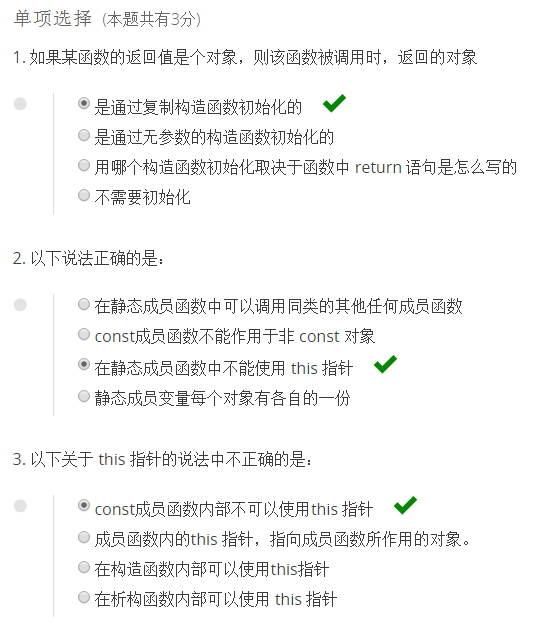 单项选择 (本题共有3分)
1. 如果某函数的返回值是个对象，则该函数被调用时，返回的对象
是通过复制构造函数初始化的
是通过无参数的构造函数初始化的
用哪个构造函数初始化取决于函数中 return 语句是怎么写的
不需要初始化
2. 以下说法正确的是：
在静态成员函数中可以调用同类的其他任何成员函数
const成员函数不能作用于非 const 对象
在静态成员函数中不能使用 this 指针
静态成员变量每个对象有各自的一份
3. 以下关于 this 指针的说法中不正确的是：
const成员函数内部不可以使用this 指针
成员函数内的this 指针，指向成员函数所作用的对象。
在构造函数内部可以使用this指针
在析构函数内部可以使用 this 指针